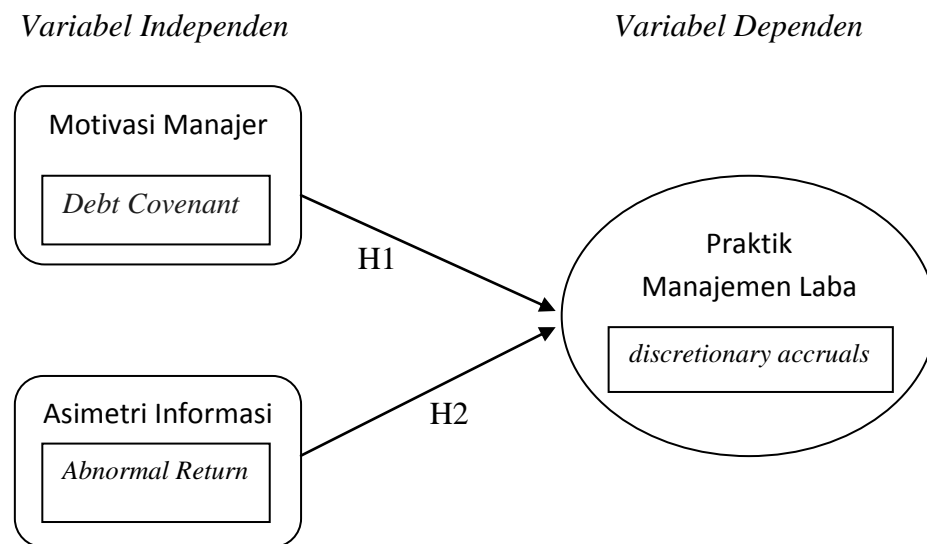 Variabel Independen
Variabel Dependen
Motivasi Manajer
Debt Covenant
H1
Praktik
Manajemen Laba
discretionary accruals
Asimetri Informasi
Abnormal Return
H2